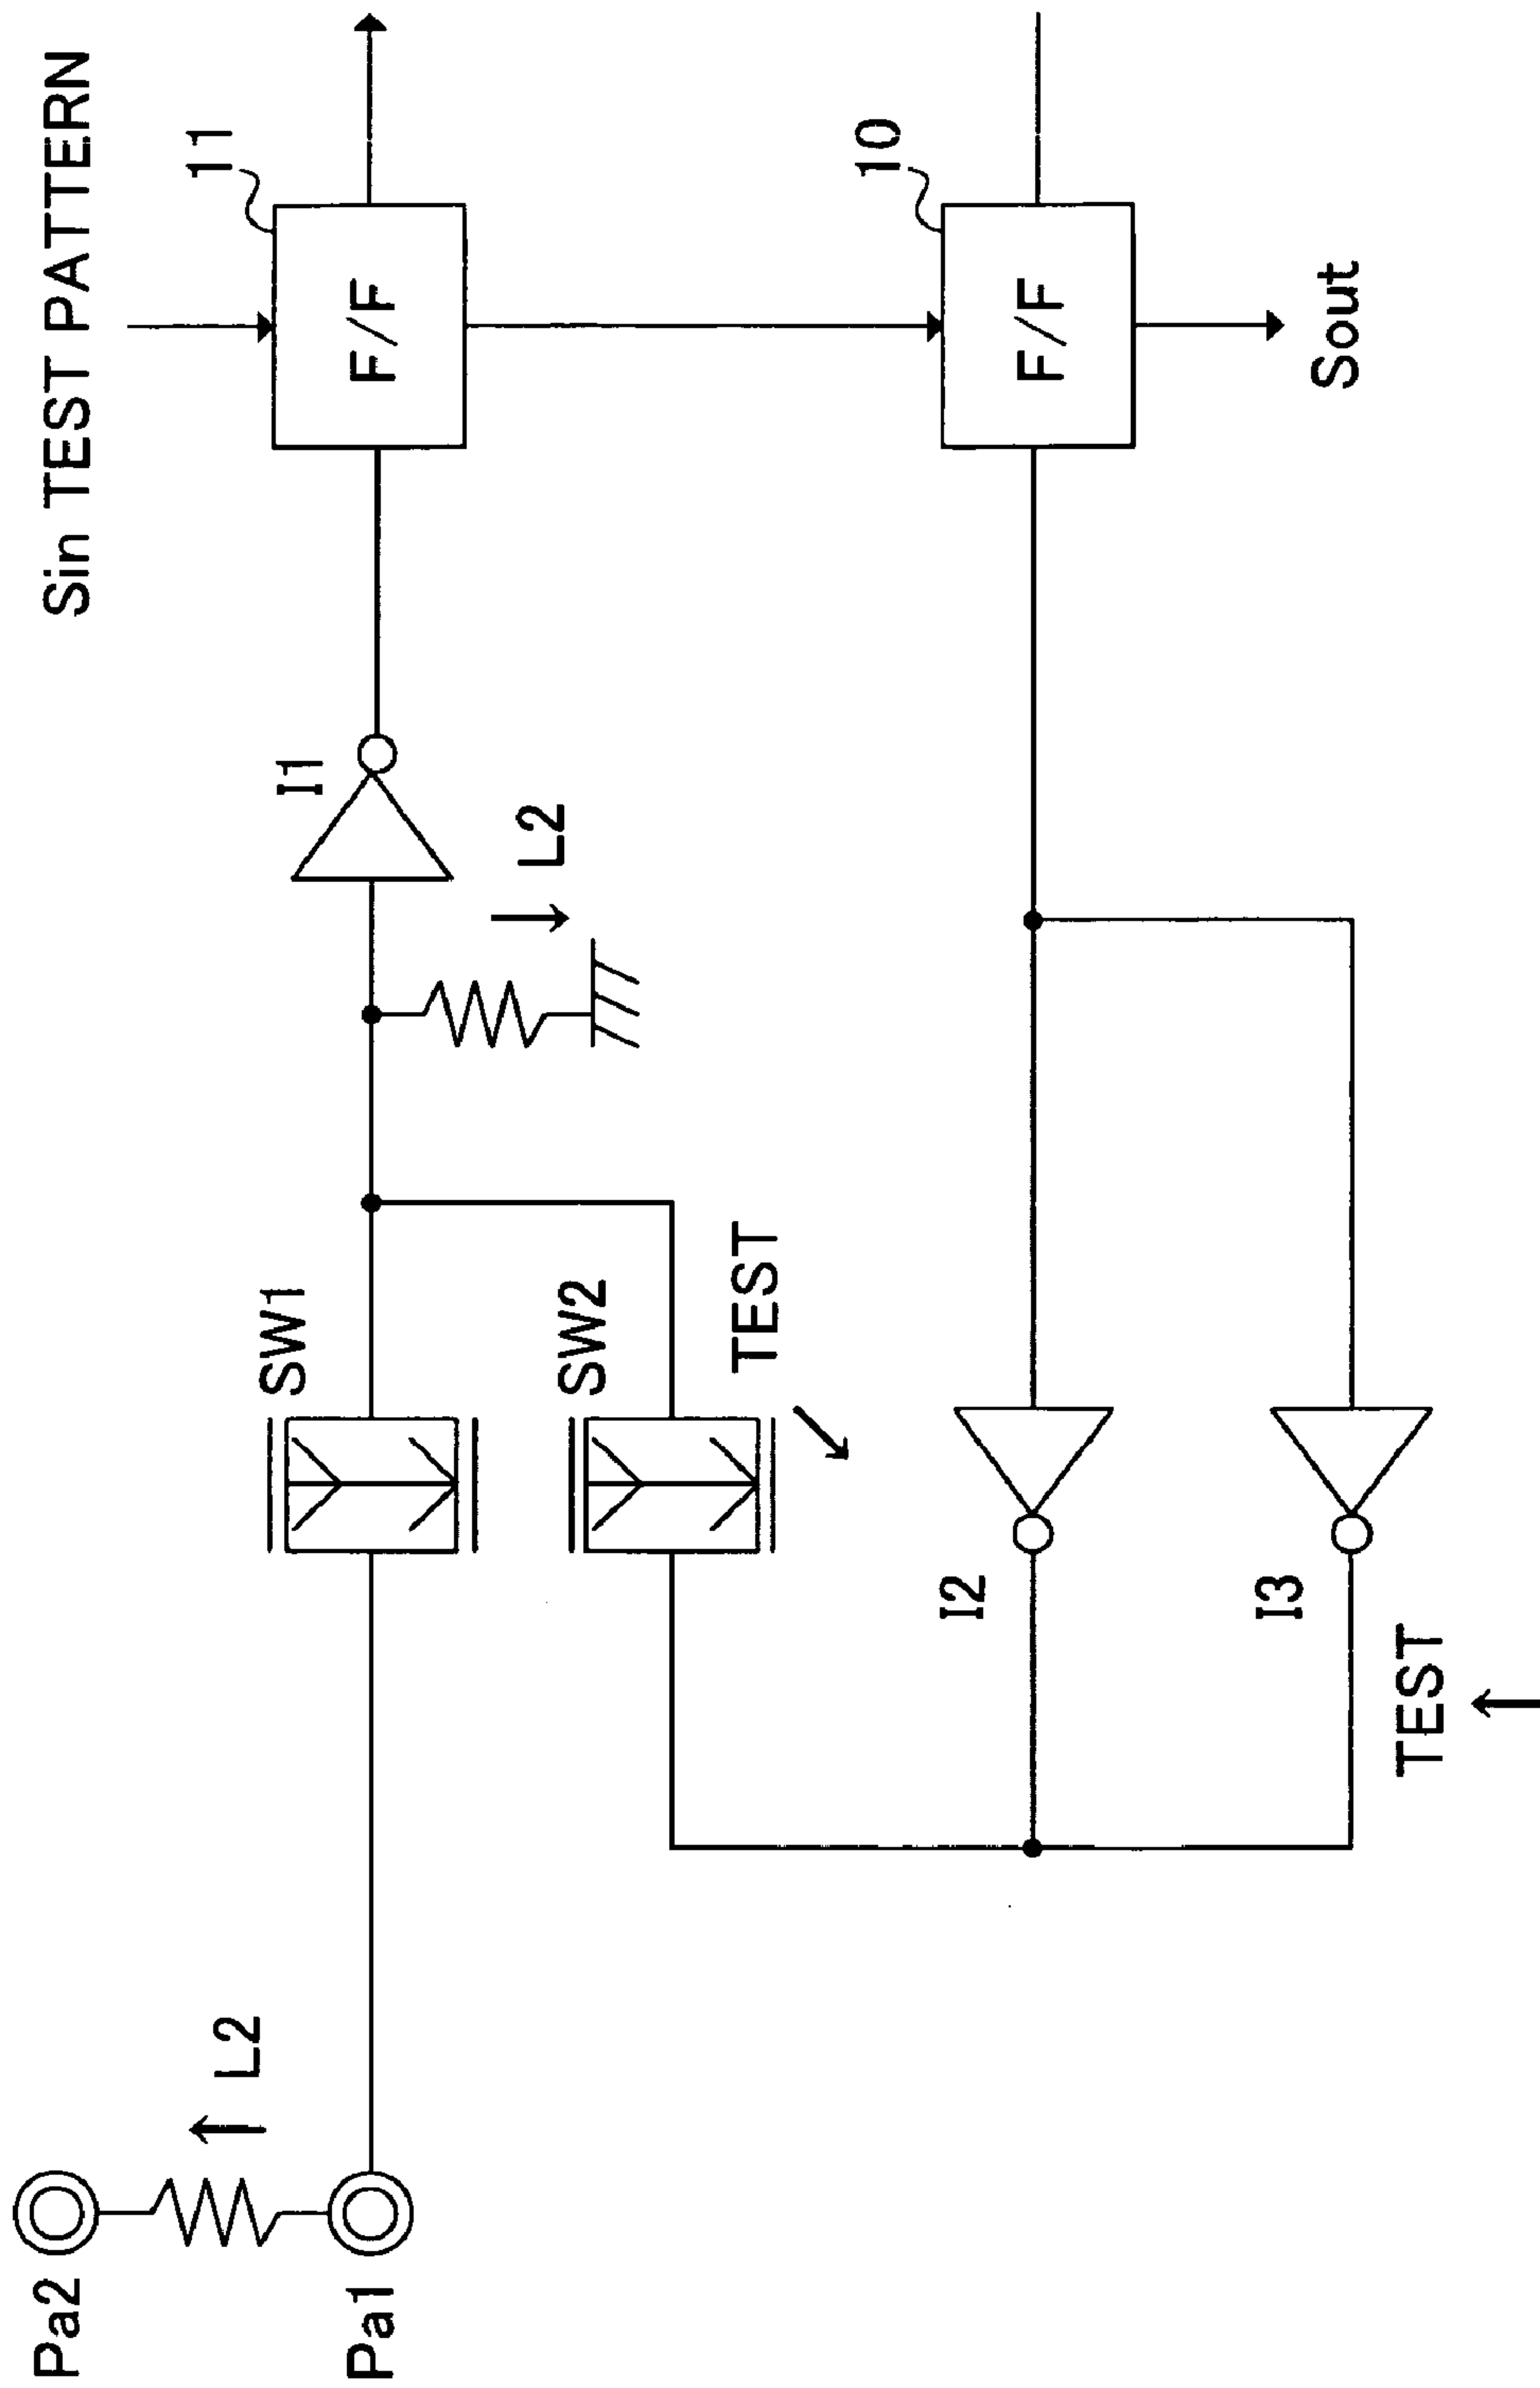 Sin TEST PATTERN
11
F/F
I1
L2
SW1
SW2
TEST
L2
Pa2
Pa1
10
F/F
Sout
I2
I3
TEST